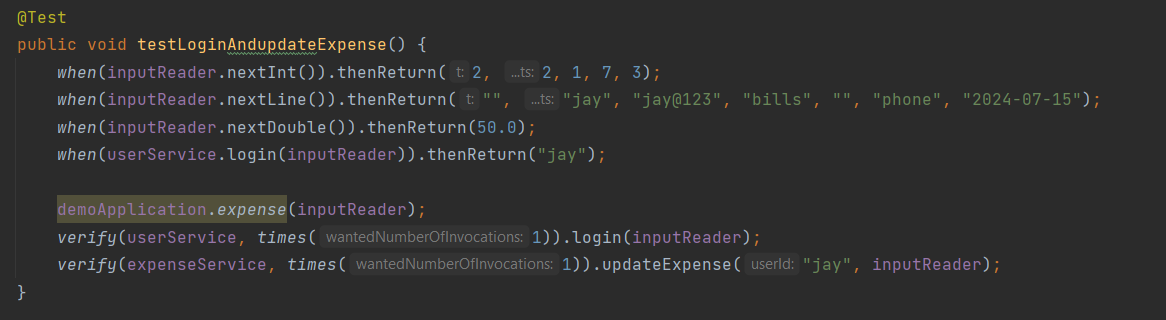 @Test
public void testLoginAndupdateExpense() {
when(inputReader.nextInt()).thenReturn( t: 2, ...ts: 2, 1, 7, 3);
when(inputReader.nextLine()).thenReturn( t: "", ...ts: "jay", "jay@123", "bills", "", "phone", "2024-07-15");
when(inputReader.nextDouble()).thenReturn(50.0);
when(userService.login(inputReader)).thenReturn("jay");
demoApplication.expense(inputReader);
verify(userService, times( wantedNumberOfInvocations: 1)).login(inputReader);
verify(expenseService, times( wantedNumberOfInvocations: 1)).updateExpense( userId: "jay", inputReader);
}